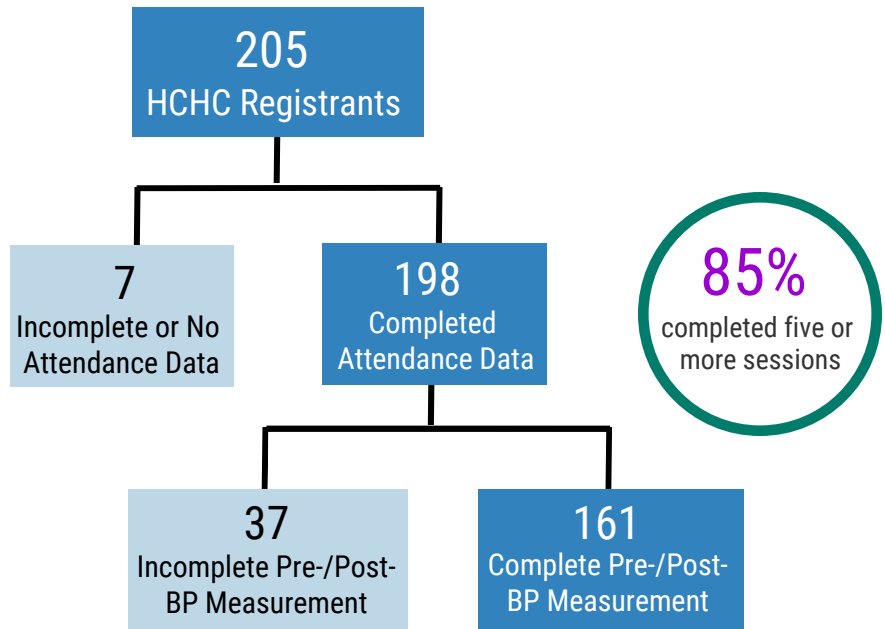 205
HCHC Registrants
7
Incomplete or No
Attendance Data
198
Completed
Attendance Data
85%
completed five or
more sessions
37
Incomplete Pre-/Post-
BP Measurement
161
Complete Pre-/Post-
BP Measurement